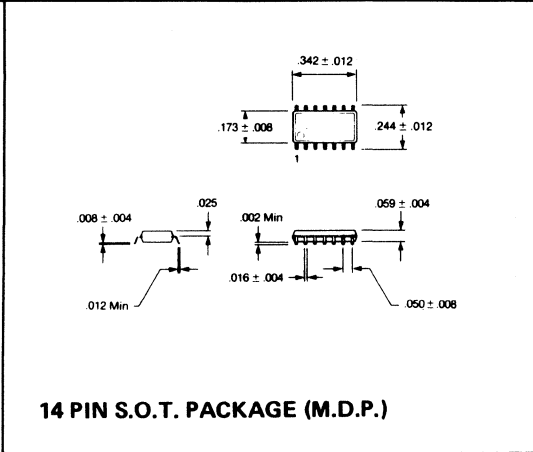 .342 ± .012
.173 ± .008
.244 ± .012
1
.008 ± .004
.025
.002 Min
.059 ± .004
.016 ± .004
.012 Min
.050 ± .008
14 PIN S.O.T. PACKAGE (M.D.P.)